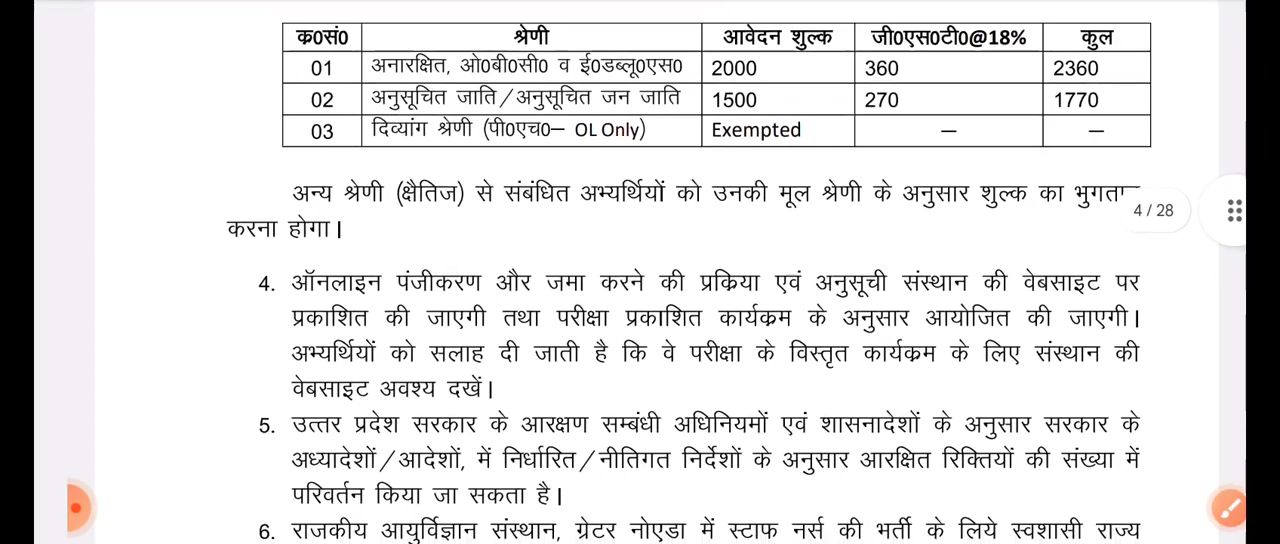 क0सं0 श्रेणी आवेदन शुल्क जी0एस0टी0@18% कुल
01 अनारक्षित, ओ0बी0सी0 व ई0डब्लू0एस0 2000 360 2360
02 अनुसूचित जाति/अनुसूचित जन जाति 1500 270 1770
03 दिव्यांग श्रेणी (पी0एच0– OL Only) Exempted – –
अन्य श्रेणी (क्षैतिज) से संबंधित अभ्यर्थियों को उनकी मूल श्रेणी के अनुसार शुल्क का
4 / 28
करना होगा।
4. ऑनलाइन पंजीकरण और जमा करने की प्रक्रिया एवं अनुसूची संस्थान की वेबसाइट पर
प्रकाशित की जाएगी तथा परीक्षा प्रकाशित कार्यक्रम के अनुसार आयोजित की जाएगी।
अभ्यर्थियों को सलाह दी जाती है कि वे परीक्षा के विस्तृत कार्यक्रम के लिए संस्थान की
वेबसाइट अवश्य दखें।
5. उत्तर प्रदेश सरकार के आरक्षण सम्बंधी अधिनियमों एवं शासनादेशों के अनुसार सरकार के
अध्यादेशों/आदेशों, में निर्धारित/नीतिगत निर्देशों के अनुसार आरक्षित रिक्तियों की संख्या में
परिवर्तन किया जा सकता है।
6. राजकीय आयुर्विज्ञान संस्थान, ग्रेटर नोएडा में स्टाफ नर्स की भर्ती के लिये स्वशासी राज्य